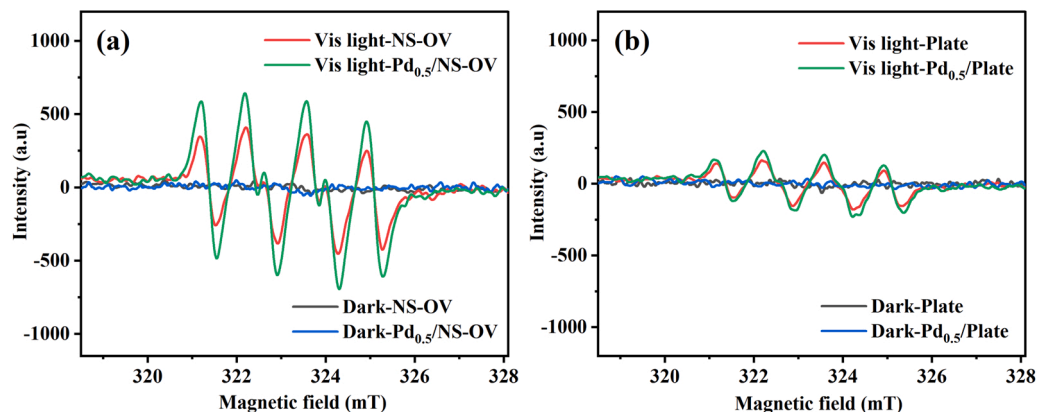 (a)
Vis light-NS-OV
Vis light-Pd0.5/NS-OV
Dark-NS-OV
Dark-Pd0.5/NS-OV
1000
500
0
-500
-1000
Intensity (a.u)
320
322
324
326
328
Magnetic field (mT)
(b)
Vis light-Plate
Vis light-Pd0.5/Plate
Dark-Plate
Dark-Pd0.5/Plate
1000
500
0
-500
-1000
Intensity (a.u)
320
322
324
326
328
Magnetic field (mT)